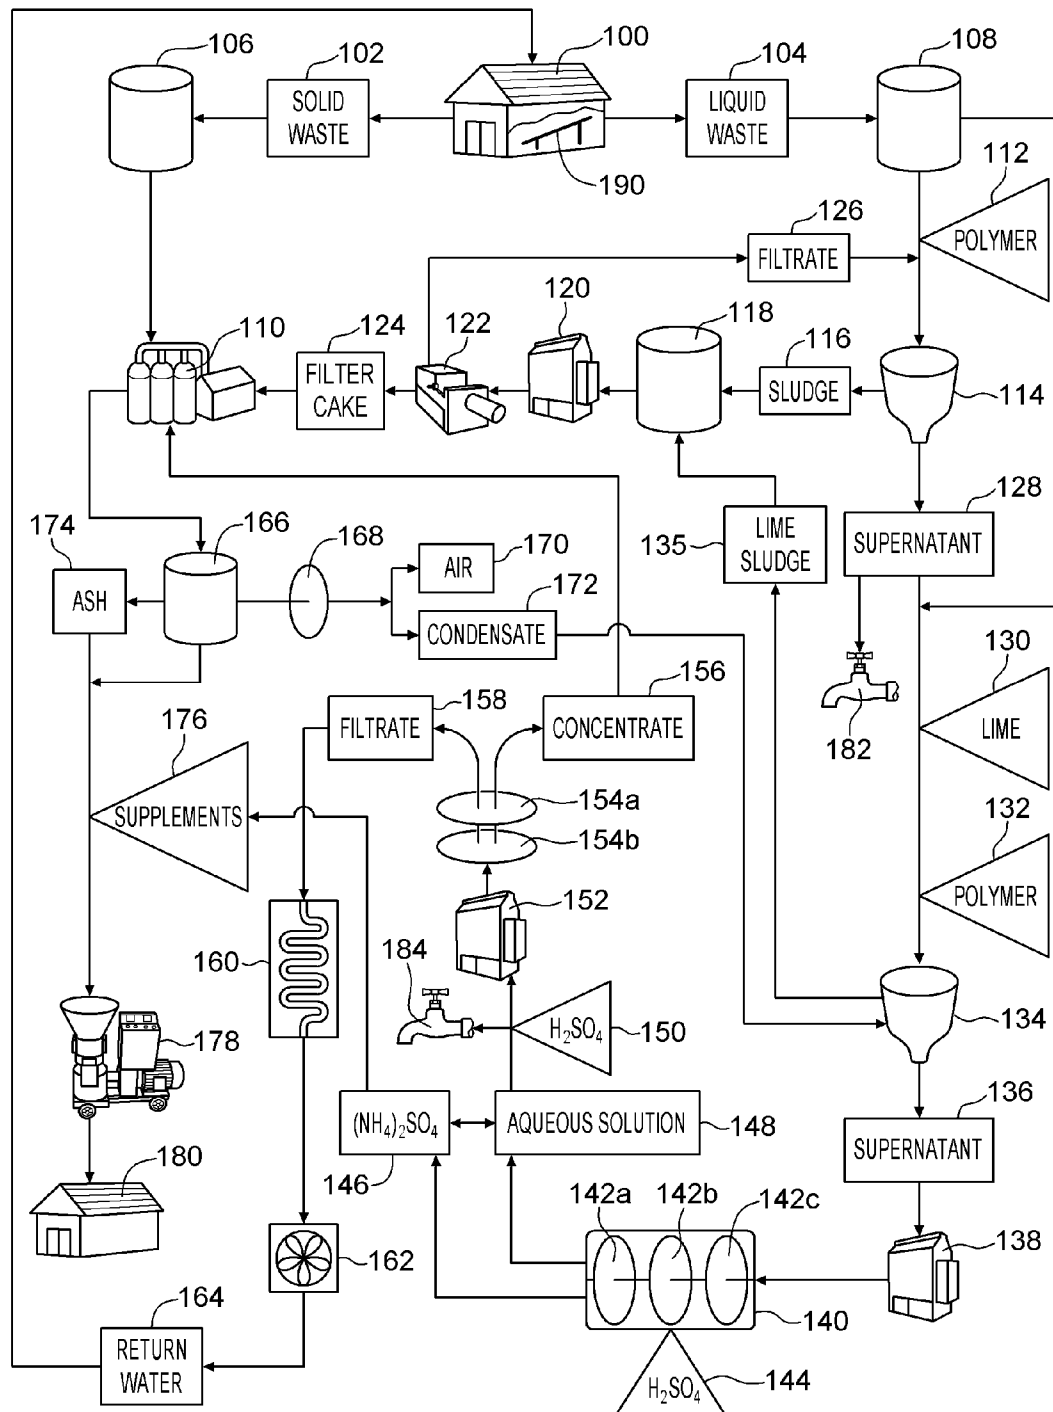 106
102
100
104
108
SOLID
WASTE
LIQUID
WASTE
190
112
POLYMER
126
FILTRATE
110
124
FILTER
CAKE
122
120
118
116
SLUDGE
114
174
ASH
166
168
170
AIR
172
CONDENSATE
135
LIME
SLUDGE
128
SUPERNATANT
182
130
LIME
176
SUPPLEMENTS
158
FILTRATE
156
CONCENTRATE
154a
154b
132
POLYMER
152
160
184
H₂SO₄
150
134
178
(NH₄)₂SO₄
146
AQUEOUS SOLUTION
148
136
SUPERNATANT
180
162
142a
142b
142c
138
140
164
RETURN
WATER
H₂SO₄
144